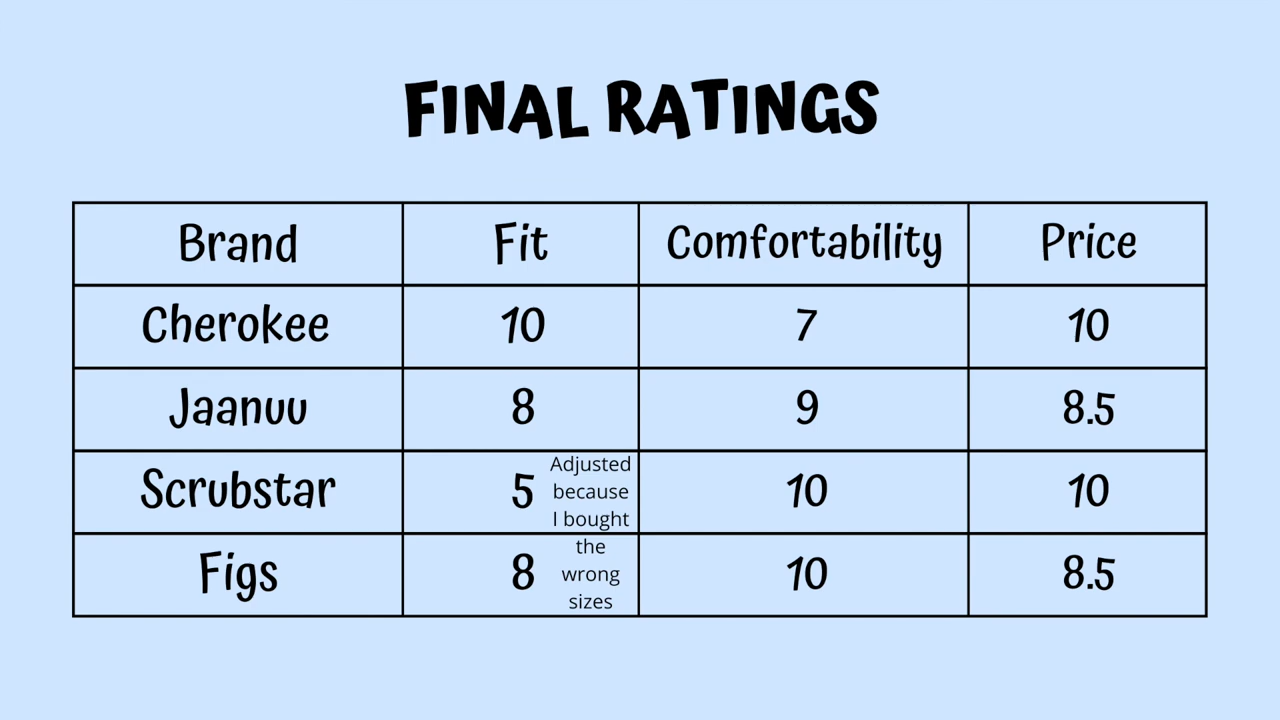 FINAL RATINGS
Brand Fit Comfortability Price
Cherokee 10 7 10
Jaanuu 8 9 8.5
Scrubstar 5 10 10
Figs 8 10 8.5
Adjusted
because
I bought
the
wrong
sizes